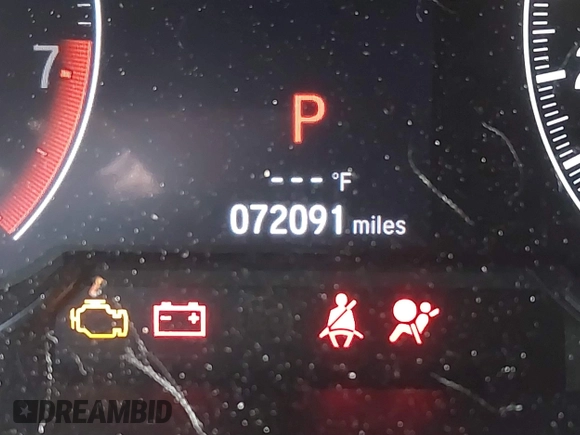 7
P
--- °F
072091 miles
DREAMBID